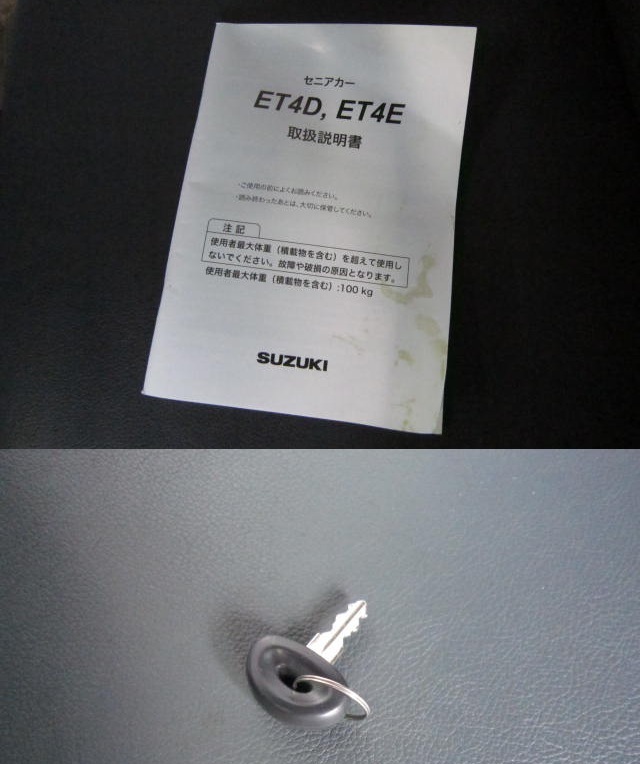 セニアカー
ET4D, ET4E
取扱説明書
・ご使用の前によくお読みください。
・読み終わったあとは、大切に保管してください。
注 記
使用者最大体重（積載物を含む）を超えて使用し
ないでください。故障や破損の原因となります。
使用者最大体重（積載物を含む）:100 kg
SUZUKI